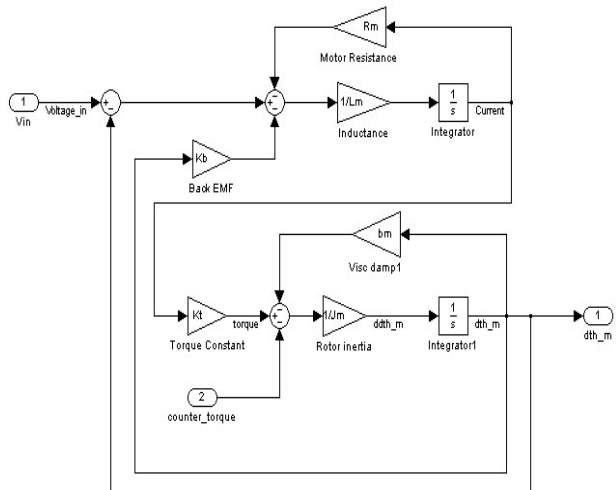 Rm
Motor Resistance
1
Vin
Voltage_in
1/Lm
Inductance
1
s
Integrator
Current
Kb
Back EMF
bm
Visc damp1
Kt
Torque Constant
torque
1/Jm
Rotor inertia
ddth_m
1
s
Integrator1
dth_m
1
dth_m
2
counter_torque